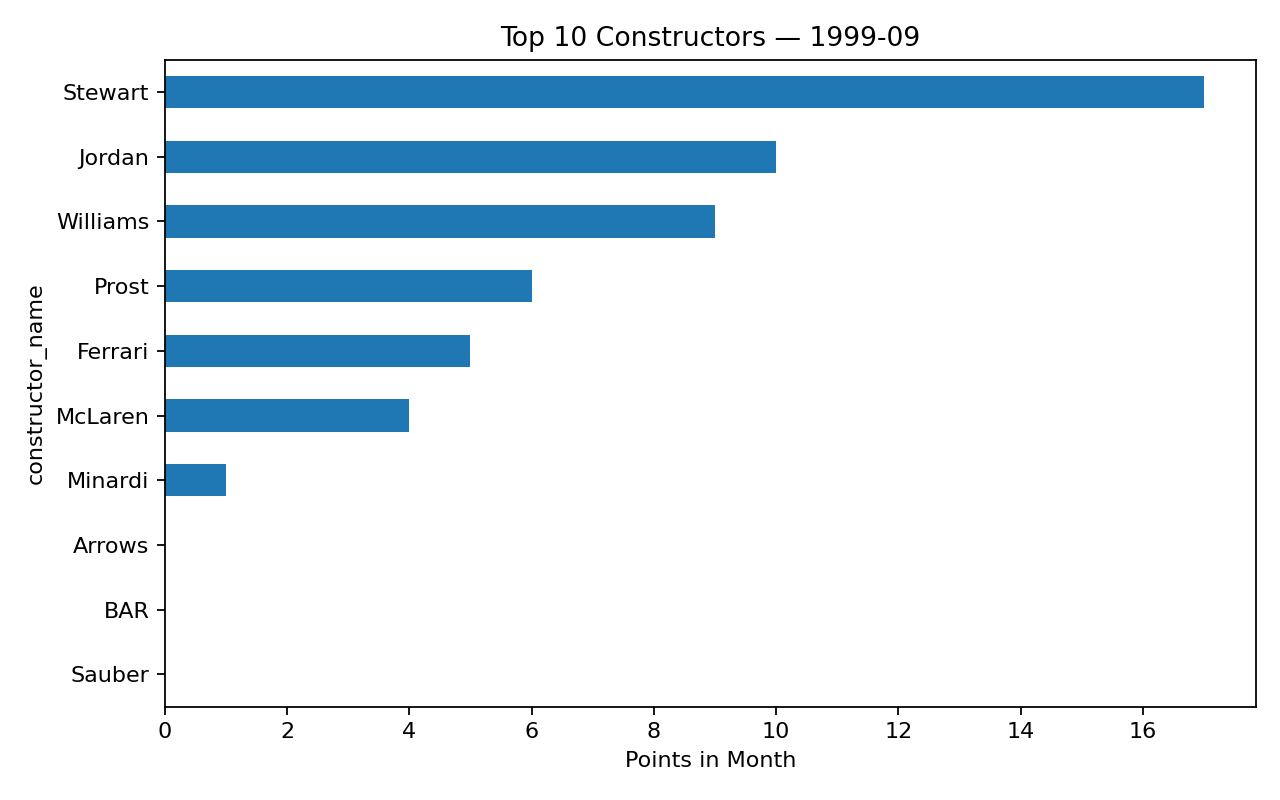 Top 10 Constructors — 1999-09
constructor_name
Stewart
Jordan
Williams
Prost
Ferrari
McLaren
Minardi
Arrows
BAR
Sauber
0 2 4 6 8 10 12 14 16
Points in Month